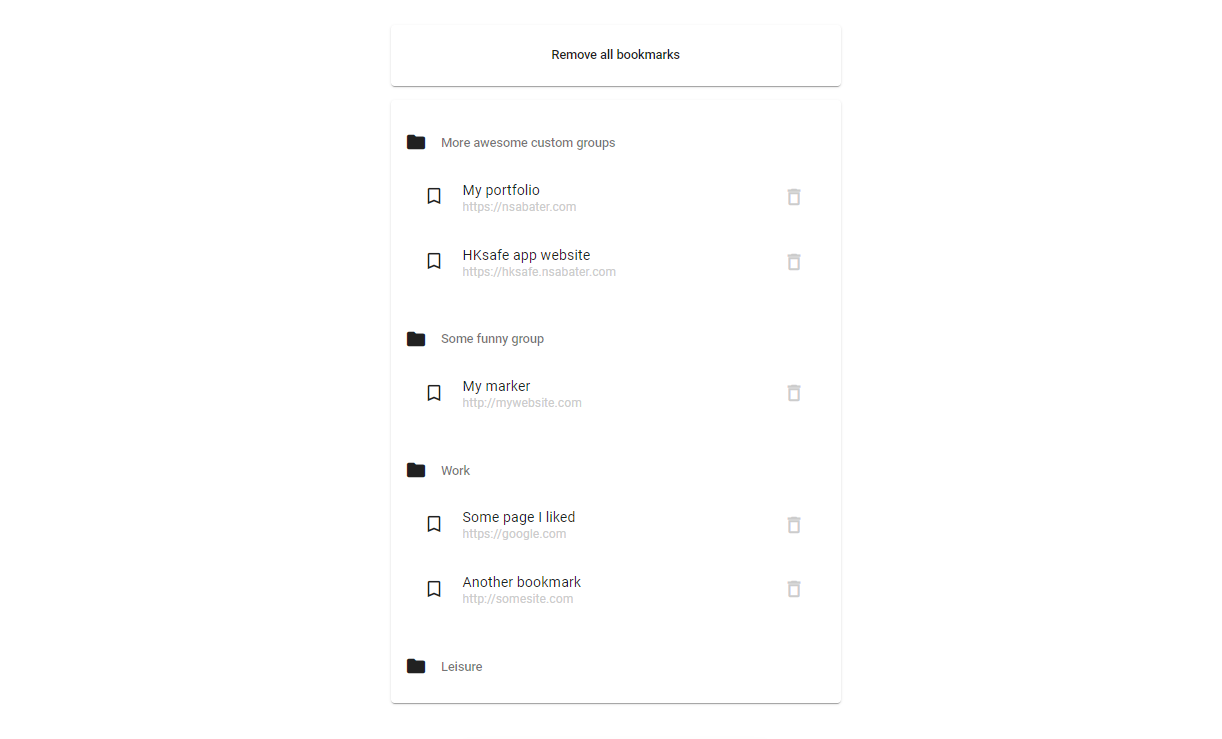 Remove all bookmarks
More awesome custom groups
My portfolio
https://nsabater.com
HKsafe app website
https://hksafe.nsabater.com
Some funny group
My marker
http://mywebsite.com
Work
Some page I liked
https://google.com
Another bookmark
http://somesite.com
Leisure